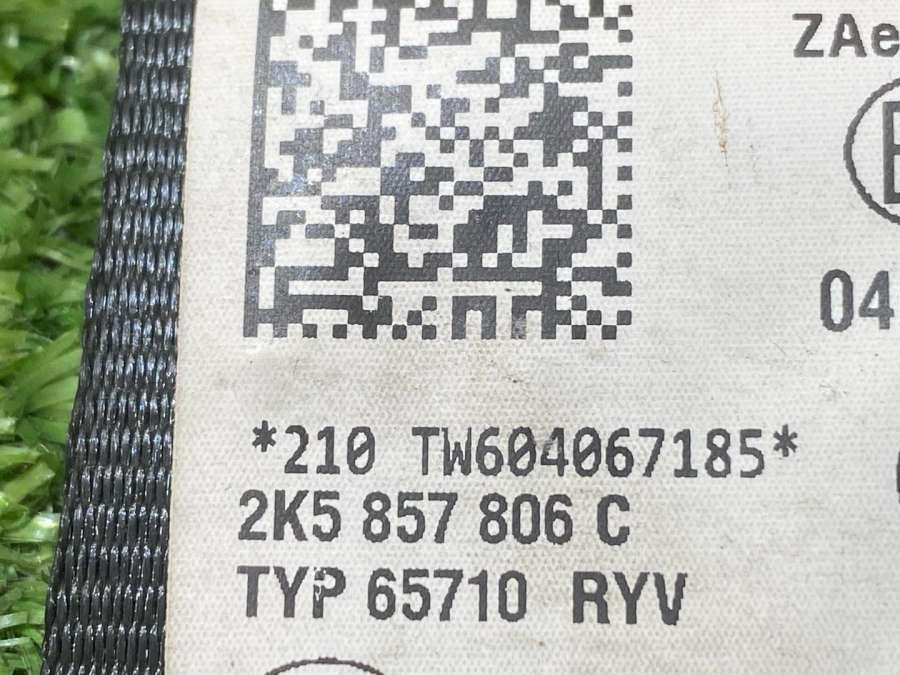 ZAe
E
04
*210 TW604067185*
2K5 857 806 C
TYP 65710 RYV